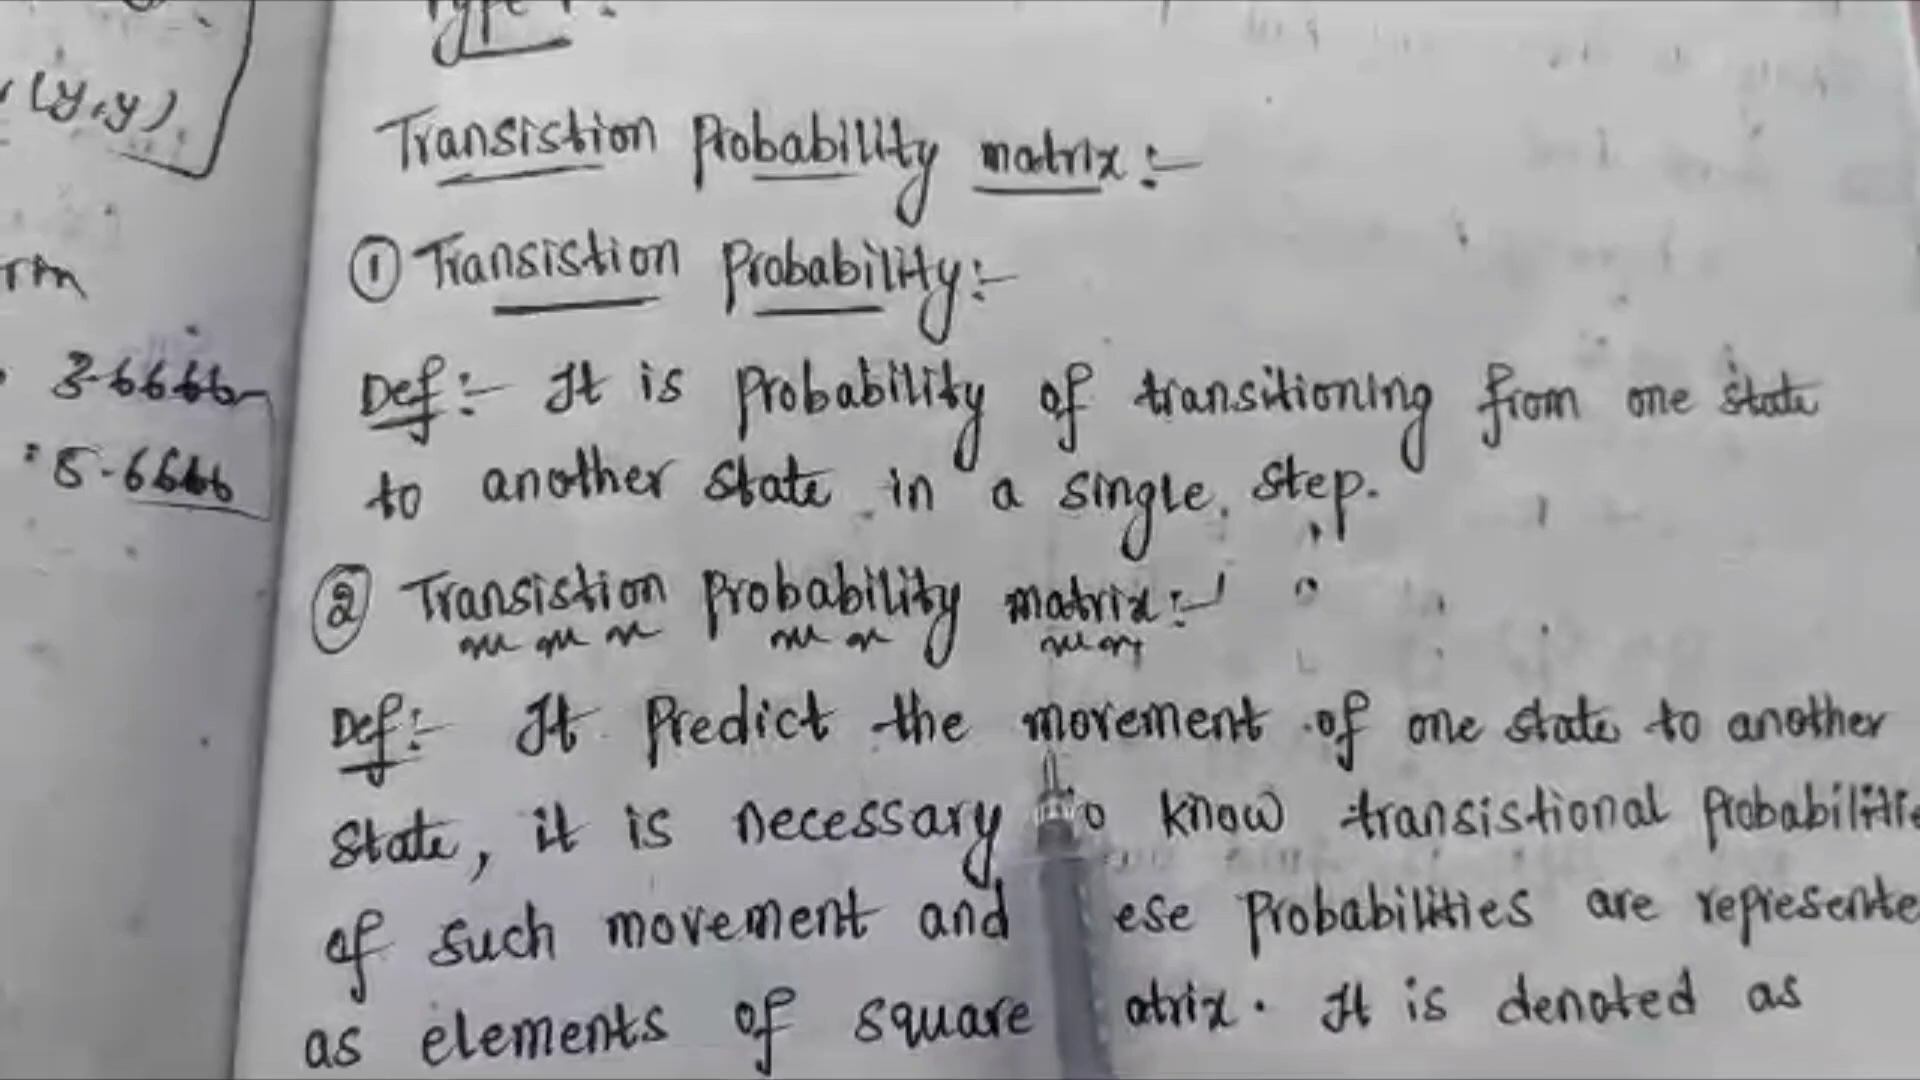 (y,y)
3.6666
5.6666
Transistion Probability matrix:-
① Transistion Probability:-
Def:- It is probability of transitioning from one state
to another state in a single step.
② Transistion Probability matrix:-
Def:- It Predict the movement of one state to another
state, it is necessary to know transistional Probabilitie
of such movement and ese Probabilities are represente
as elements of square atrix. It is denoted as